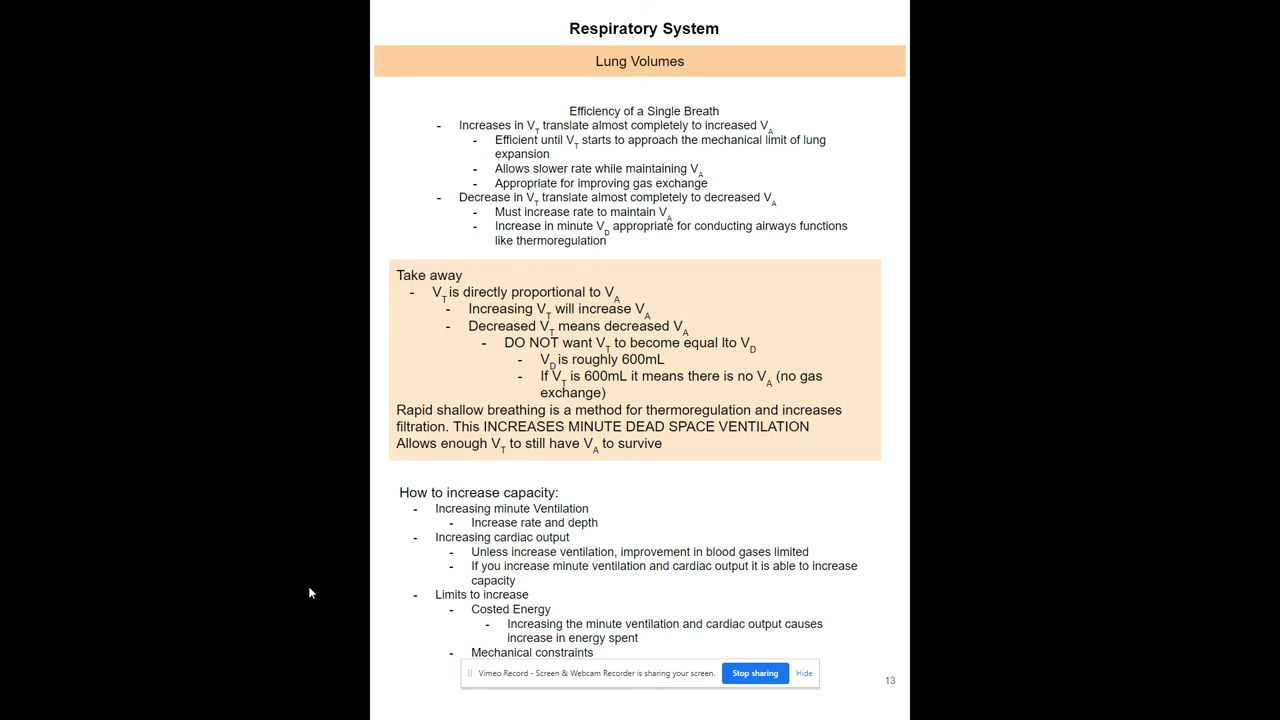 Respiratory System
Lung Volumes
Efficiency of a Single Breath
- Increases in VT translate almost completely to increased VA
- Efficient until VT starts to approach the mechanical limit of lung
expansion
- Allows slower rate while maintaining VA
- Appropriate for improving gas exchange
- Decrease in VT translate almost completely to decreased VA
- Must increase rate to maintain VA
- Increase in minute VD appropriate for conducting airways functions
like thermoregulation
Take away
- VT is directly proportional to VA
- Increasing VT will increase VA
- Decreased VT means decreased VA
- DO NOT want VT to become equal lto VD
- VD is roughly 600mL
- If VT is 600mL it means there is no VA (no gas
exchange)
Rapid shallow breathing is a method for thermoregulation and increases
filtration. This INCREASES MINUTE DEAD SPACE VENTILATION
Allows enough VT to still have VA to survive
How to increase capacity:
- Increasing minute Ventilation
- Increase rate and depth
- Increasing cardiac output
- Unless increase ventilation, improvement in blood gases limited
- If you increase minute ventilation and cardiac output it is able to increase
capacity
- Limits to increase
- Costed Energy
- Increasing the minute ventilation and cardiac output causes
increase in energy spent
- Mechanical constraints
Vimeo Record - Screen & Webcam Recorder is sharing your screen. Stop sharing Hide
13